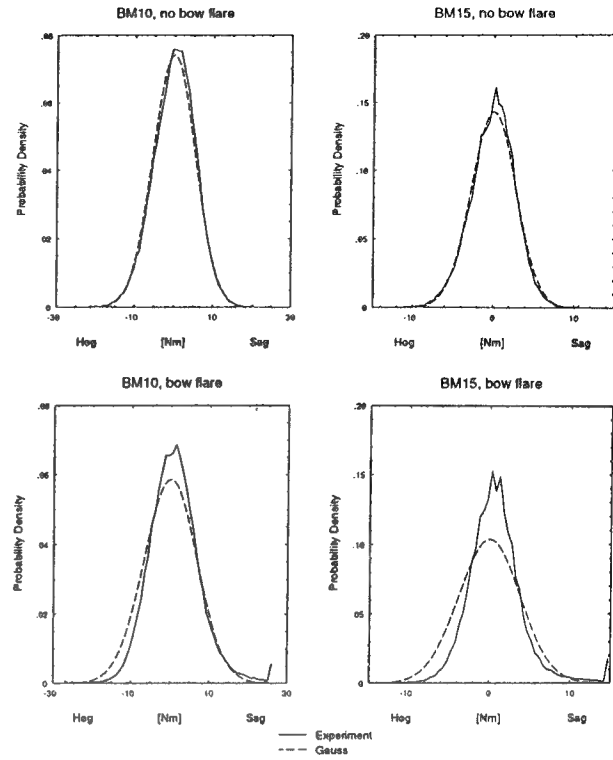 BM10, no bow flare
BM15, no bow flare
.08
.06
.04
.02
0
Probability Density
-30
-10
10
30
Hog
[Nm]
Sag
.20
.15
.10
.05
0
Probability Density
-10
0
10
Hog
[Nm]
Sag
BM10, bow flare
BM15, bow flare
.08
.06
.04
.02
0
Probability Density
-30
-10
10
30
Hog
[Nm]
Sag
.20
.15
.10
.05
0
Probability Density
-10
0
10
Hog
[Nm]
Sag
Experiment
Gauss